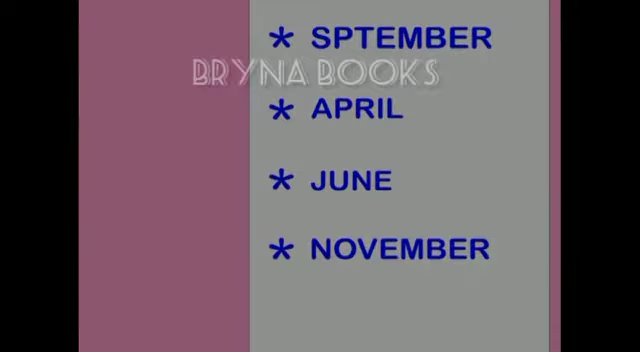 * SPTEMBER
BRYNA BOOKS
* APRIL
* JUNE
* NOVEMBER